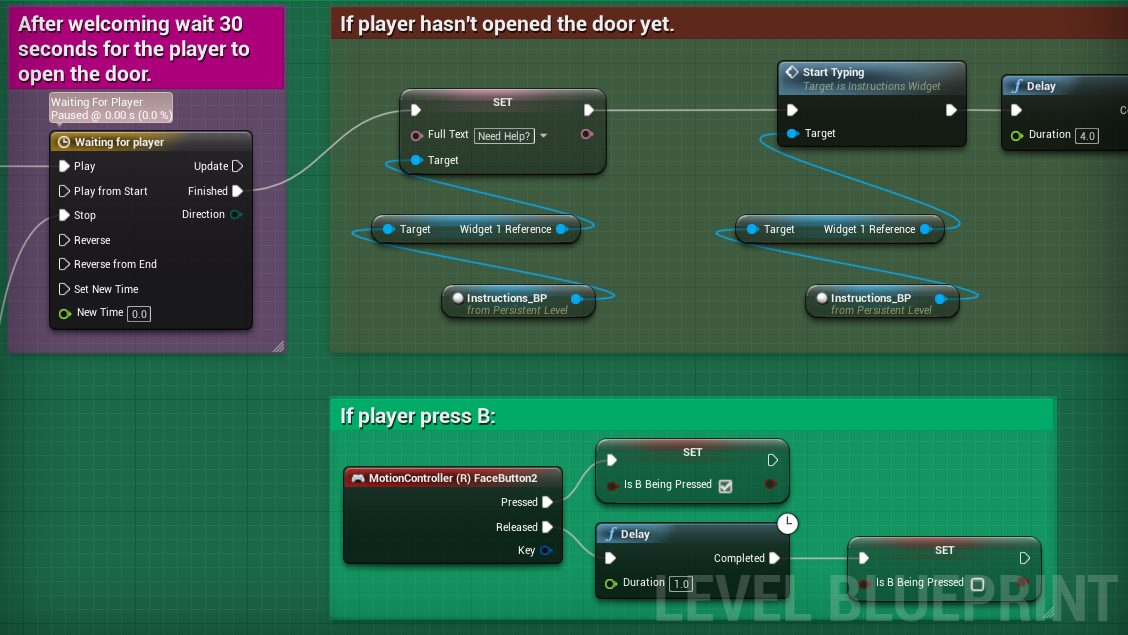 After welcoming wait 30
seconds for the player to
open the door.
Waiting For Player
Paused @ 0.00 s (0.0 %)
Waiting for player
Play
Update
Play from Start
Finished
Stop
Direction
Reverse
Reverse from End
Set New Time
New Time 0.0
If player hasn't opened the door yet.
SET
Full Text Need Help?
Target
Target Widget 1 Reference
Instructions_BP
from Persistent Level
Start Typing
Target is Instructions Widget
Target
Target Widget 1 Reference
Instructions_BP
from Persistent Level
f Delay
Duration 4.0
If player press B:
MotionController (R) FaceButton2
Pressed
Released
Key
SET
Is B Being Pressed
f Delay
Completed
Duration 1.0
SET
Is B Being Pressed
LEVEL BLUEPRINT